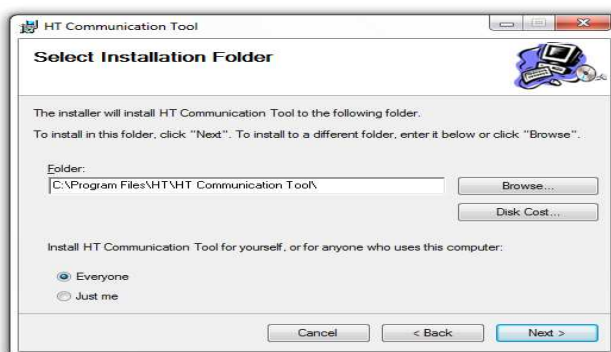 HT Communication Tool
Select Installation Folder
The installer will install HT Communication Tool to the following folder.
To install in this folder, click "Next". To install to a different folder, enter it below or click "Browse".
Folder:
C:\Program Files\HT\HT Communication Tool\
Browse...
Disk Cost...
Install HT Communication Tool for yourself, or for anyone who uses this computer:
Everyone
Just me
Cancel
< Back
Next >